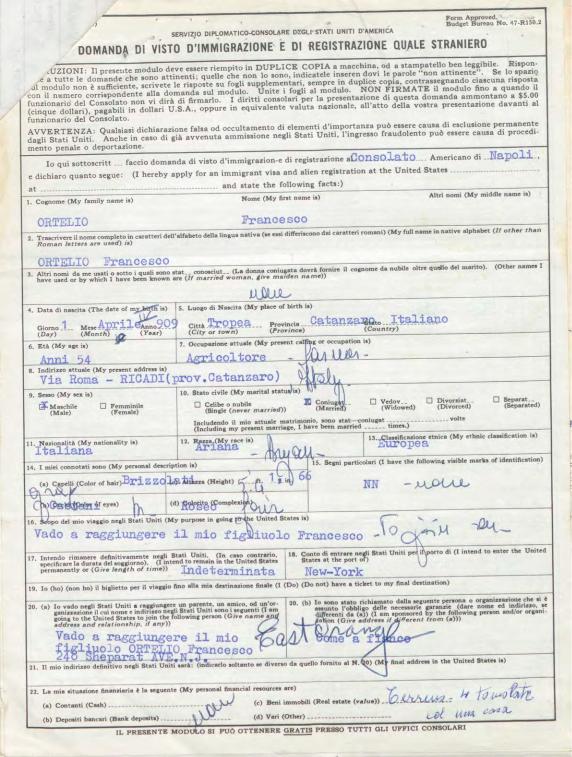 Form Approved.
Budget Bureau No. 47-R150.2
SERVIZIO DIPLOMATICO-CONSOLARE DEGLI STATI UNITI D'AMERICA
DOMANDA DI VISTO D'IMMIGRAZIONE E DI REGISTRAZIONE QUALE STRANIERO
UZIONI: Il presente modulo deve essere riempito in DUPLICE COPIA a macchina, od a stampatello ben leggibile. Rispon-
e a tutte le domande che sono attinenti; quelle che non lo sono, indicatele inseren dovi le parole "non attinente". Se lo spazio
al modulo non è sufficiente, scrivete le risposte su fogli supplementari, sempre in duplice copia, contrassegnando ciascuna risposta
con il numero corrispondente alla domanda sul modulo. Unite i fogli al modulo. NON FIRMATE il modulo fino a quando il
funzionario del Consolato non vi dirà di firmarlo. I diritti consolari per la presentazione di questa domanda ammontano a $5.00
(cinque dollari), pagabili in dollari U.S.A., oppure in equivalente valuta nazionale, all'atto della vostra presentazione davanti al
funzionario del Consolato.
AVVERTENZA: Qualsiasi dichiarazione falsa od occultamento di elementi d'importanza può essere causa di esclusione permanente
dagli Stati Uniti. Anche in caso di già avvenuta ammissione negli Stati Uniti, l'ingresso fraudolento può essere causa di procedi-
mento penale o deportazione.
Io qui sottoscritt .... faccio domanda di visto d'immigrazion-e di registrazione aConsolato Americano di Napoli,
e dichiaro quanto segue: (I hereby apply for an immigrant visa and alien registration at the United States
at and state the following facts:)
1. Cognome (My family name is) Nome (My first name is) Altri nomi (My middle name is)
ORTELIO Francesco
2. Trascrivere il nome completo in caratteri dell'alfabeto della lingua nativa (se essi differiscono dai caratteri romani) (My full name in native alphabet (If other than
Roman letters are used) is)
ORTELIO Francesco
3. Altri nomi da me usati o sotto i quali sono stat... conosciut... (La donna coniugata dovrà fornire il cognome da nubile oltre quello del marito). (Other names I
have used or by which I have been known are (If married woman, give maiden name))
none
4. Data di nascita (The date of my birth is) 5. Luogo di Nascita (My place of birth is)
Giorno 1 Mese Aprile Anno 909 Città Tropea Provincia Catanzaro Stato Italiano
(Day) (Month) (Year) (City or town) (Province) (Country)
6. Età (My age is) 7. Occupazione attuale (My present calling or occupation is)
Anni 54 Agricoltore - farmer
8. Indirizzo attuale (My present address is)
Via Roma - RICADI(prov.Catanzaro) Italy
9. Sesso (My sex is) 10. Stato civile (My marital status is)
X Maschile Femminile Celibe o nubile X Coniugat... Vedov... Divorziat... Separat...
(Male) (Female) (Single (never married)) (Married) (Widowed) (Divorced) (Separated)
Includendo il mio attuale matrimonio, sono stat—coniugat volte
(Including my present marriage, I have been married times.)
11. Nazionalità (My nationality is) 12. Razza (My race is) 13. Classificazione etnica (My ethnic classification is)
Italiana Ariana - Aryan Europea
14. I miei connotati sono (My personal description is) 15. Segni particolari (I have the following visible marks of identification)
(a) Capelli (Color of hair) Brizzolati (c) Altezza (Height) m. 1 66
gray NN - none
(b) Occhi (Color of eyes) (d) Colorito (Complexion)
Roseo fair
16. Scopo del mio viaggio negli Stati Uniti (My purpose in going to the United States is)
Vado a raggiungere il mio figliuolo Francesco - To join
17. Intendo rimanere definitivamente negli Stati Uniti. (In caso contrario,
specificare la durata del soggiorno). (I intend to remain in the United States
permanently or (Give length of time))
Indeterminata
18. Conto di entrare negli Stati Uniti per il porto di (I intend to enter the United
States at the port of)
New-York
19. Io (ho) (non ho) il biglietto per il viaggio fino alla mia destinazione finale (I (Do) (Do not) have a ticket to my final destination)
20. (a) Io vado negli Stati Uniti a raggiungere un parente, un amico, od un'or-
ganizzazione il cui nome e indirizzo negli Stati Uniti sono i seguenti (I am
going to the United States to join the following person (Give name and
address and relationship, if any))
Vado a raggiungere il mio
figliuolo ORTELIO Francesco
248 Sheparat AVE.N.J.
East Orange
20. (b) Io sono stato richiamato dalla seguente persona o organizzazione che si è
assunto l'obbligo delle necessarie garanzie (dare nome ed indirizzo, se
differenti da (a)) (I am sponsored by the following person and/or organi-
zation (Give address if different from (a)))
Come a fianco
21. Il mio indirizzo definitivo negli Stati Uniti sarà: (indicarlo soltanto se diverso da quello fornito al N. 20) (My final address in the United States is)
22. La mia situazione finanziaria è la seguente (My personal financial resources are)
(a) Contanti (Cash) (c) Beni immobili (Real estate (value)) Terreno 4 tomolate
ed una casa
(b) Depositi bancari (Bank deposits) none (d) Vari (Other)
IL PRESENTE MODULO SI PUÒ OTTENERE GRATIS PRESSO TUTTI GLI UFFICI CONSOLARI